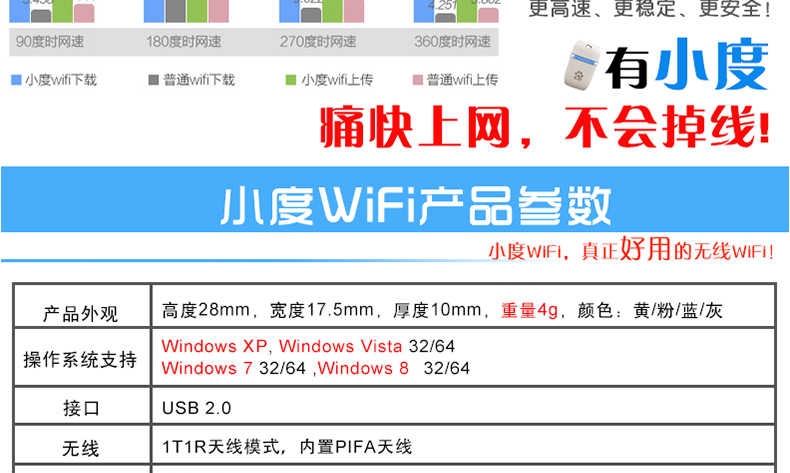 更高速、更稳定、更安全！
4.251
90度时网速 180度时网速 270度时网速 360度时网速
小度wifi下载 普通wifi下载 小度wifi上传 普通wifi上传
有小度
痛快上网，不会掉线!
小度WiFi产品参数
小度WiFi，真正好用的无线WiFi！
产品外观 高度28mm，宽度17.5mm，厚度10mm，重量4g，颜色：黄/粉/蓝/灰
操作系统支持 Windows XP, Windows Vista 32/64
Windows 7 32/64 ,Windows 8 32/64
接口 USB 2.0
无线 1T1R天线模式，内置PIFA天线